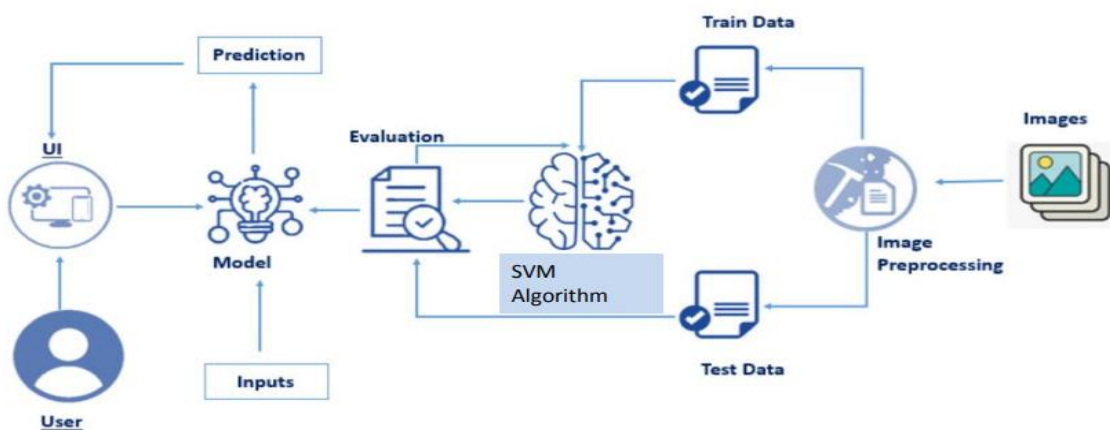 Train Data
Prediction
Images
Evaluation
UI
Image
Preprocessing
Model
SVM
Algorithm
Inputs
Test Data
User